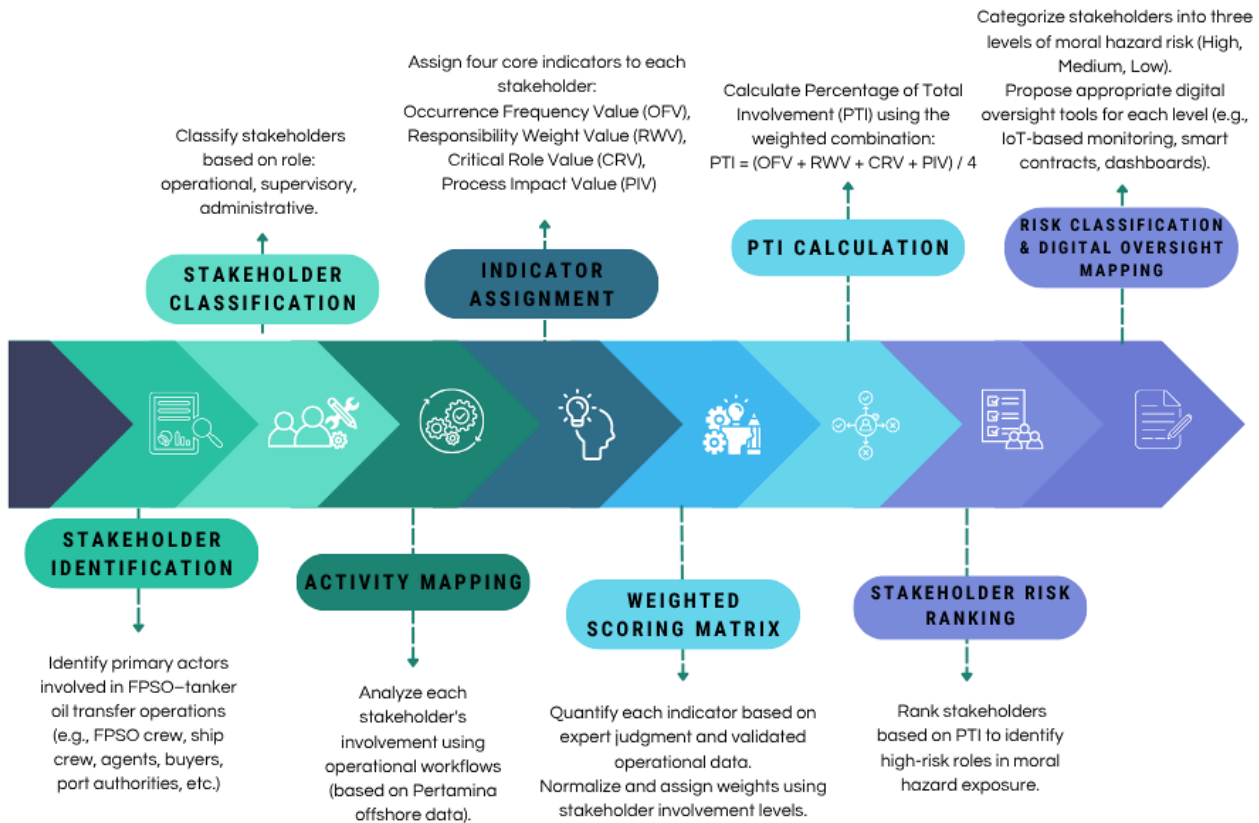 STAKEHOLDER
IDENTIFICATION
Identify primary actors
involved in FPSO–tanker
oil transfer operations
(e.g., FPSO crew, ship
crew, agents, buyers,
port authorities, etc.)
Classify stakeholders
based on role:
operational, supervisory,
administrative.
STAKEHOLDER
CLASSIFICATION
ACTIVITY MAPPING
Analyze each
stakeholder's
involvement using
operational workflows
(based on Pertamina
offshore data).
Assign four core indicators to each
stakeholder:
Occurrence Frequency Value (OFV),
Responsibility Weight Value (RWV),
Critical Role Value (CRV),
Process Impact Value (PIV)
INDICATOR
ASSIGNMENT
WEIGHTED
SCORING MATRIX
Quantify each indicator based on
expert judgment and validated
operational data.
Normalize and assign weights using
stakeholder involvement levels.
Calculate Percentage of Total
Involvement (PTI) using the
weighted combination:
PTI = (OFV + RWV + CRV + PIV) / 4
PTI CALCULATION
STAKEHOLDER RISK
RANKING
Rank stakeholders
based on PTI to identify
high-risk roles in moral
hazard exposure.
Categorize stakeholders into three
levels of moral hazard risk (High,
Medium, Low).
Propose appropriate digital
oversight tools for each level (e.g.,
IoT-based monitoring, smart
contracts, dashboards).
RISK CLASSIFICATION
& DIGITAL OVERSIGHT
MAPPING